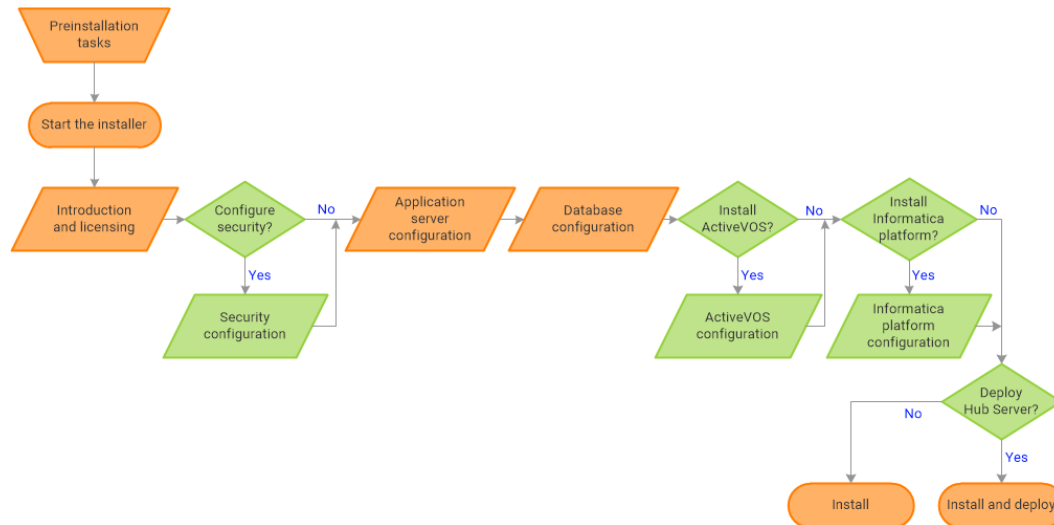 Preinstallation
tasks
Start the installer
Introduction
and licensing
Configure
security?
No
Yes
Security
configuration
Application
server
configuration
Database
configuration
Install
ActiveVOS?
No
Yes
ActiveVOS
configuration
Install
Informatica
platform?
No
Yes
Informatica
platform
configuration
Deploy
Hub Server?
No
Yes
Install
Install and deploy